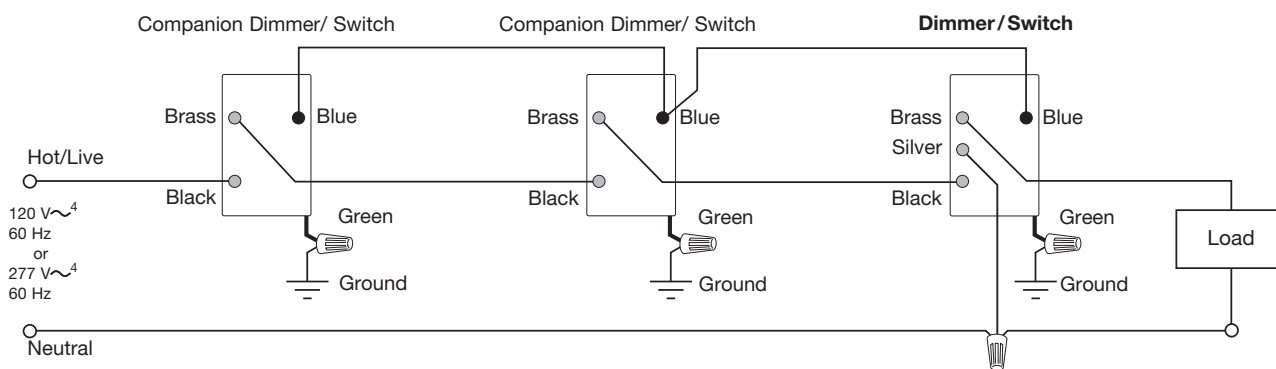 Companion Dimmer/ Switch
Companion Dimmer/ Switch
Dimmer/Switch
Brass
Blue
Brass
Blue
Brass
Blue
Silver
Hot/Live
Black
Black
Black
120 V~4
60 Hz
or
277 V~4
60 Hz
Green
Green
Green
Load
Ground
Ground
Ground
Neutral